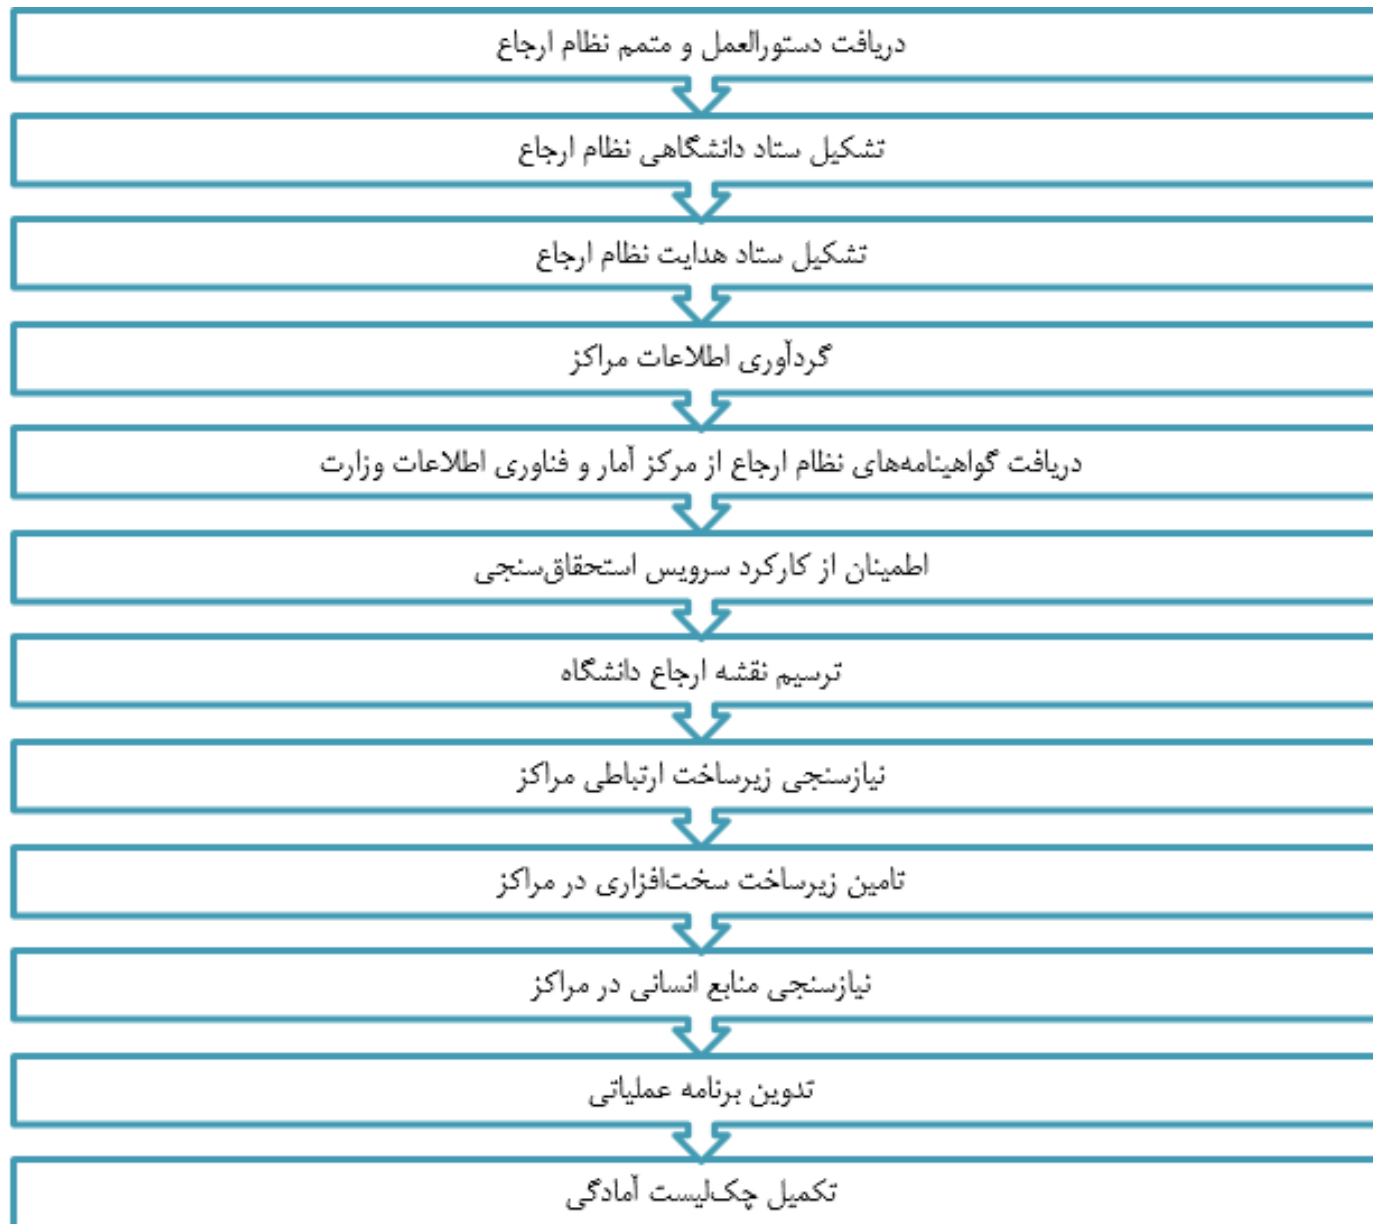 دریافت دستورالعمل و متمم نظام ارجاع
تشکیل ستاد دانشگاهی نظام ارجاع
تشکیل ستاد هدایت نظام ارجاع
گردآوری اطلاعات مراکز
دریافت گواهینامه‌های نظام ارجاع از مرکز آمار و فناوری اطلاعات وزارت
اطمینان از کارکرد سرویس استحقاق‌سنجی
ترسیم نقشه ارجاع دانشگاه
نیازسنجی زیرساخت ارتباطی مراکز
تامین زیرساخت سخت‌افزاری در مراکز
نیازسنجی منابع انسانی در مراکز
تدوین برنامه عملیاتی
تکمیل چک‌لیست آمادگی